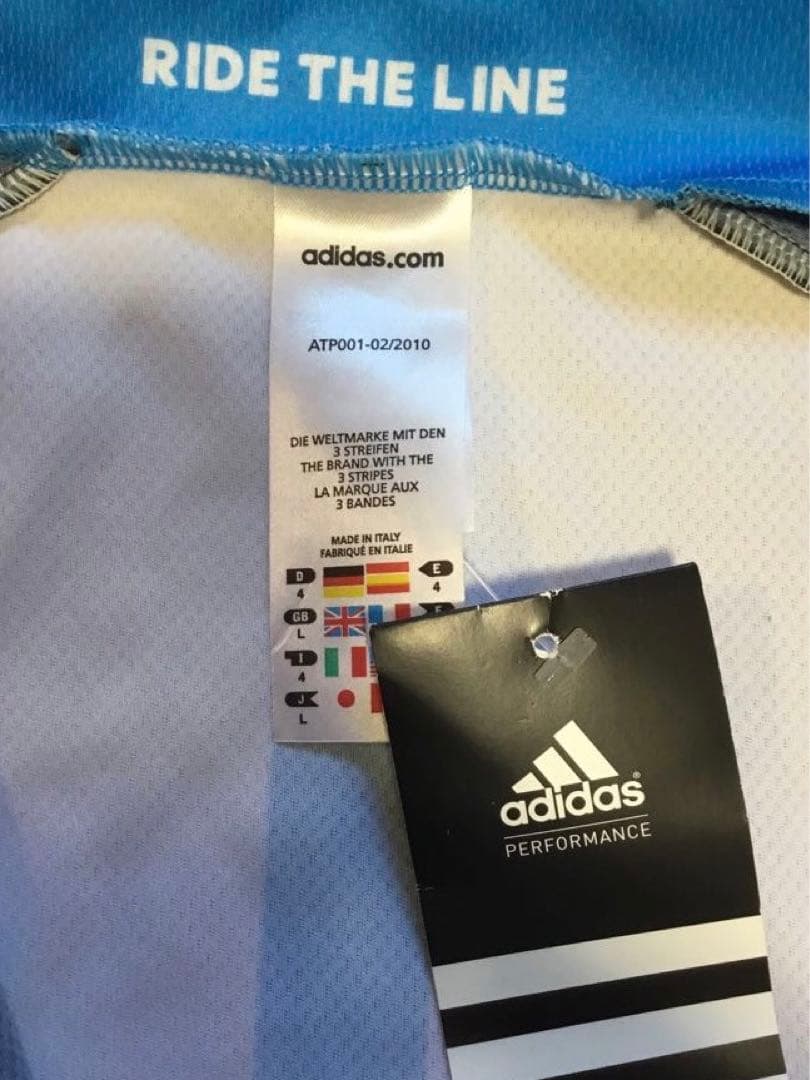 RIDE THE LINE
adidas.com
ATP001-02/2010
DIE WELTMARKE MIT DEN
3 STREIFEN
THE BRAND WITH THE
3 STRIPES
LA MARQUE AUX
3 BANDES
MADE IN ITALY
FABRIQUÉ EN ITALIE
D E
4 4
GB
L
I
4
J
L
adidas®
PERFORMANCE